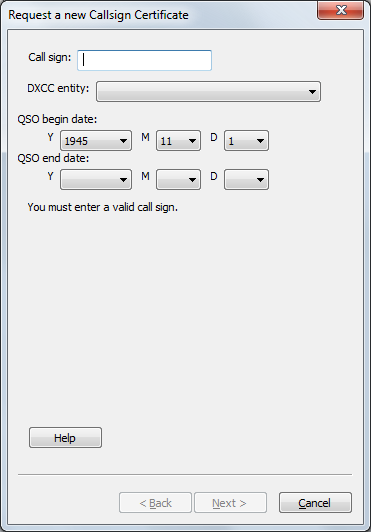 Request a new Callsign Certificate
Call sign:
DXCC entity:
QSO begin date:
Y 1945 M 11 D 1
QSO end date:
Y M D
You must enter a valid call sign.
Help
< Back Next > Cancel